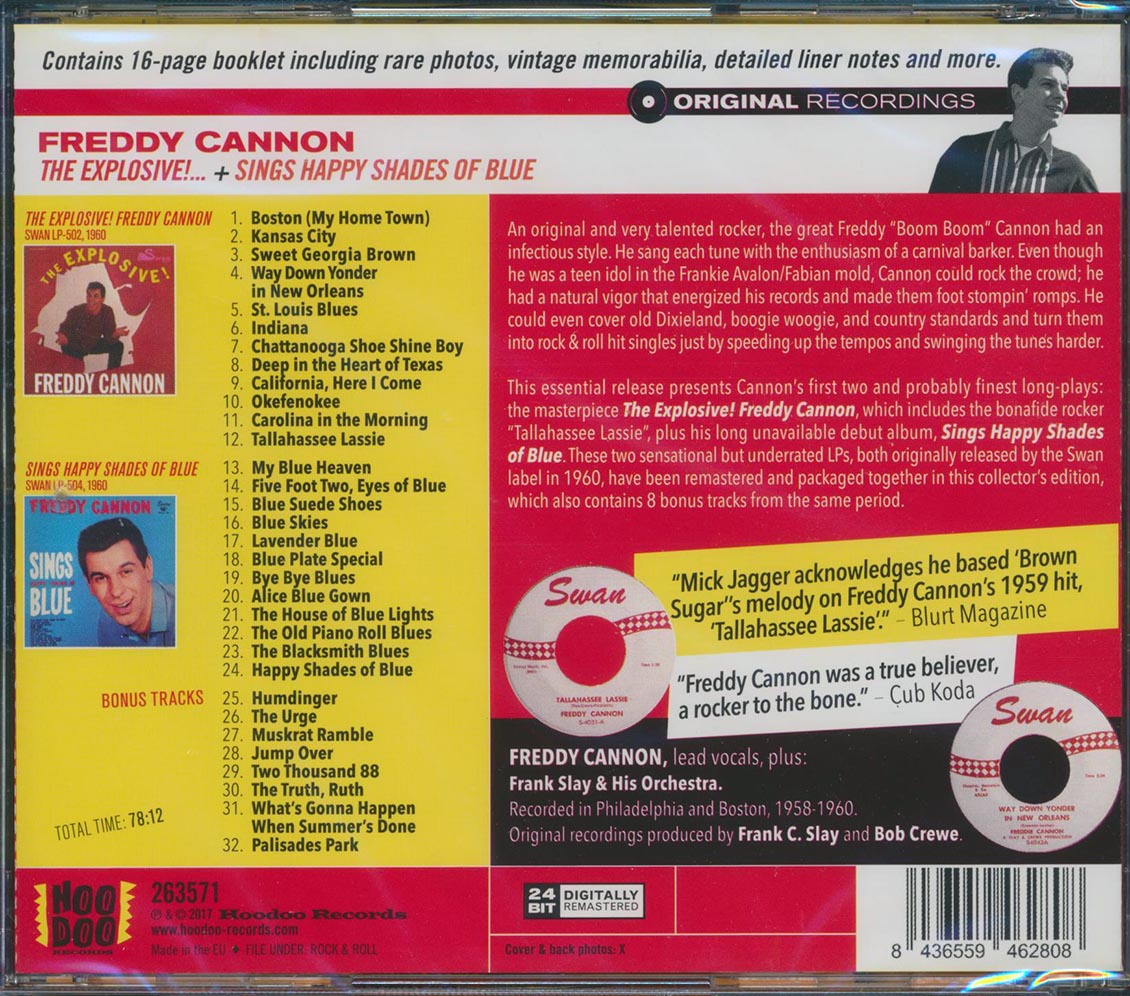 Contains 16-page booklet including rare photos, vintage memorabilia, detailed liner notes and more.
ORIGINAL RECORDINGS
FREDDY CANNON
THE EXPLOSIVE!... + SINGS HAPPY SHADES OF BLUE
THE EXPLOSIVE! FREDDY CANNON
SWAN LP-502, 1960
THE EXPLOSIVE!
FREDDY CANNON
1. Boston (My Home Town)
2. Kansas City
3. Sweet Georgia Brown
4. Way Down Yonder
in New Orleans
5. St. Louis Blues
6. Indiana
7. Chattanooga Shoe Shine Boy
8. Deep in the Heart of Texas
9. California, Here I Come
10. Okefenokee
11. Carolina in the Morning
12. Tallahassee Lassie
SINGS HAPPY SHADES OF BLUE
SWAN LP-504, 1960
FREDDY CANNON
SINGS
HAPPY SHADES OF
BLUE
13. My Blue Heaven
14. Five Foot Two, Eyes of Blue
15. Blue Suede Shoes
16. Blue Skies
17. Lavender Blue
18. Blue Plate Special
19. Bye Bye Blues
20. Alice Blue Gown
21. The House of Blue Lights
22. The Old Piano Roll Blues
23. The Blacksmith Blues
24. Happy Shades of Blue
BONUS TRACKS
25. Humdinger
26. The Urge
27. Muskrat Ramble
28. Jump Over
29. Two Thousand 88
30. The Truth, Ruth
31. What's Gonna Happen
When Summer's Done
32. Palisades Park
TOTAL TIME: 78:12
An original and very talented rocker, the great Freddy “Boom Boom” Cannon had an
infectious style. He sang each tune with the enthusiasm of a carnival barker. Even though
he was a teen idol in the Frankie Avalon/Fabian mold, Cannon could rock the crowd; he
had a natural vigor that energized his records and made them foot stompin’ romps. He
could even cover old Dixieland, boogie woogie, and country standards and turn them
into rock & roll hit singles just by speeding up the tempos and swinging the tunes harder.
This essential release presents Cannon’s first two and probably finest long-plays:
the masterpiece The Explosive! Freddy Cannon, which includes the bonafide rocker
“Tallahassee Lassie”, plus his long unavailable debut album, Sings Happy Shades
of Blue. These two sensational but underrated LPs, both originally released by the Swan
label in 1960, have been remastered and packaged together in this collector’s edition,
which also contains 8 bonus tracks from the same period.
“Mick Jagger acknowledges he based ‘Brown
Sugar’'s melody on Freddy Cannon’s 1959 hit,
‘Tallahassee Lassie’.” – Blurt Magazine
“Freddy Cannon was a true believer,
a rocker to the bone.” – Cub Koda
Swan
TALLAHASSEE LASSIE
FREDDY CANNON
S-4031-A
Swan
WAY DOWN YONDER
IN NEW ORLEANS
FREDDIE CANNON
A SLAY & CREWE PRODUCTION
S-4043A
FREDDY CANNON, lead vocals, plus:
Frank Slay & His Orchestra.
Recorded in Philadelphia and Boston, 1958-1960.
Original recordings produced by Frank C. Slay and Bob Crewe.
HOO
DOO
RECORDS
263571
℗ & © 2017 Hoodoo Records
www.hoodoo-records.com
Made in the EU ♦ FILE UNDER: ROCK & ROLL
24
BIT
DIGITALLY
REMASTERED
Cover & back photos: X
8 436559 462808